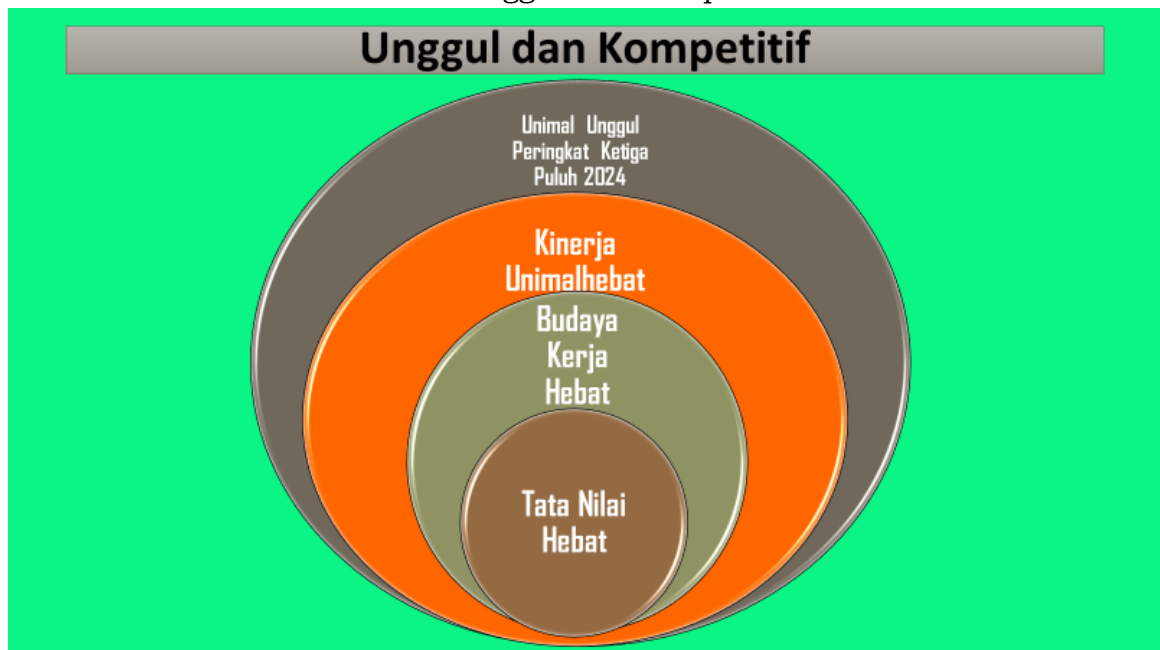 Unggul dan Kompetitif
Unimal Unggul
Peringkat Ketiga
Puluh 2024
Kinerja
Unimalhebat
Budaya
Kerja
Hebat
Tata Nilai
Hebat